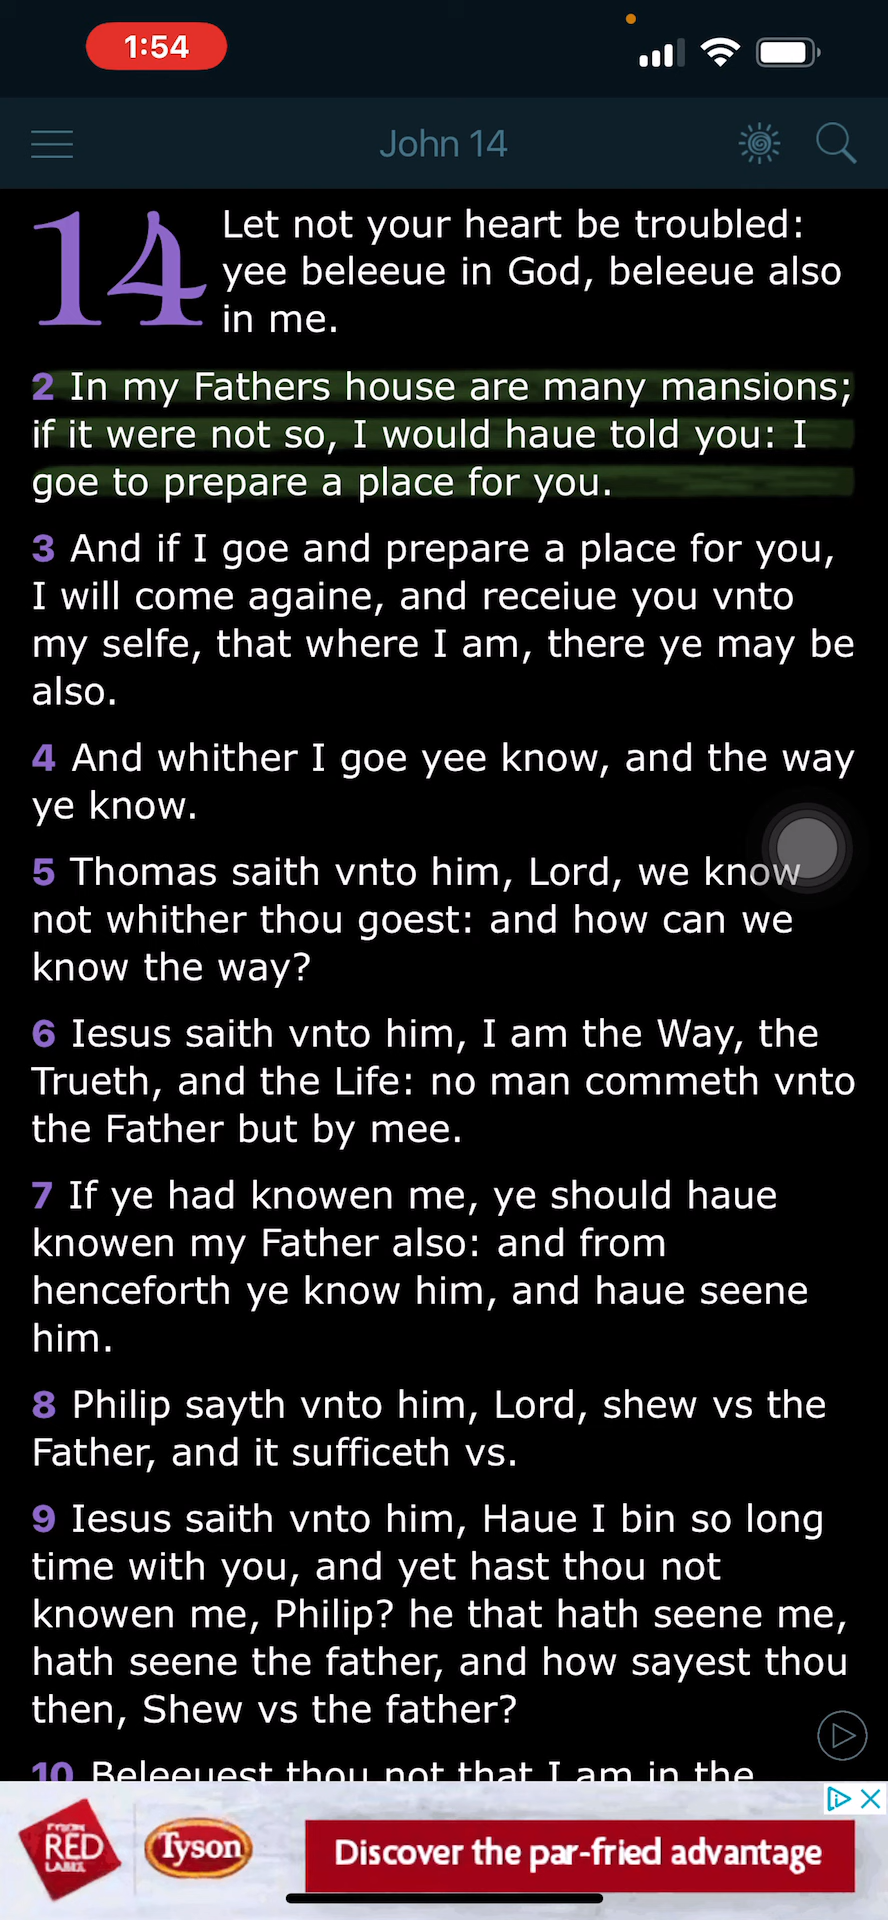 1:54
John 14
14 Let not your heart be troubled:
yee beleeue in God, beleeue also
in me.
2 In my Fathers house are many mansions;
if it were not so, I would haue told you: I
goe to prepare a place for you.
3 And if I goe and prepare a place for you,
I will come againe, and receiue you vnto
my selfe, that where I am, there ye may be
also.
4 And whither I goe yee know, and the way
ye know.
5 Thomas saith vnto him, Lord, we know
not whither thou goest: and how can we
know the way?
6 Iesus saith vnto him, I am the Way, the
Trueth, and the Life: no man commeth vnto
the Father but by mee.
7 If ye had knowen me, ye should haue
knowen my Father also: and from
henceforth ye know him, and haue seene
him.
8 Philip sayth vnto him, Lord, shew vs the
Father, and it sufficeth vs.
9 Iesus saith vnto him, Haue I bin so long
time with you, and yet hast thou not
knowen me, Philip? he that hath seene me,
hath seene the father, and how sayest thou
then, Shew vs the father?
10 Beleeuest thou not that I am in the
TYSON
RED
LABEL
Tyson
Discover the par-fried advantage